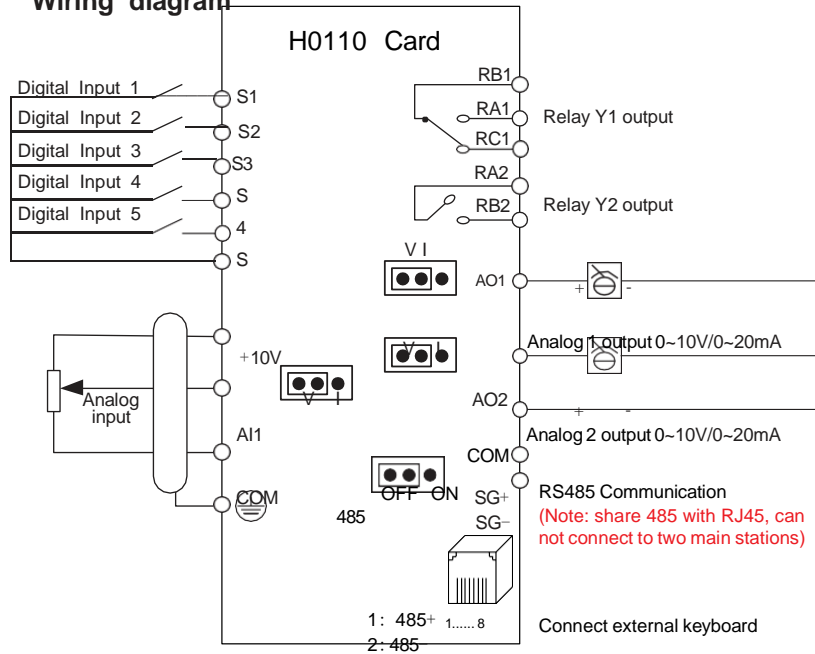 Wiring diagram
H0110 Card
Digital Input 1
Digital Input 2
Digital Input 3
Digital Input 4
Digital Input 5
S1
S2
S3
S
4
S
+10V
Analog
input
AI1
COM
V I
V I
V I
OFF ON
485
RB1
RA1
RC1
Relay Y1 output
RA2
RB2
Relay Y2 output
AO1
+ -
Analog 1 output 0~10V/0~20mA
AO2
+ -
Analog 2 output 0~10V/0~20mA
COM
SG+
SG-
RS485 Communication
(Note: share 485 with RJ45, can
not connect to two main stations)
1: 485+ 1......8
2: 485-
Connect external keyboard